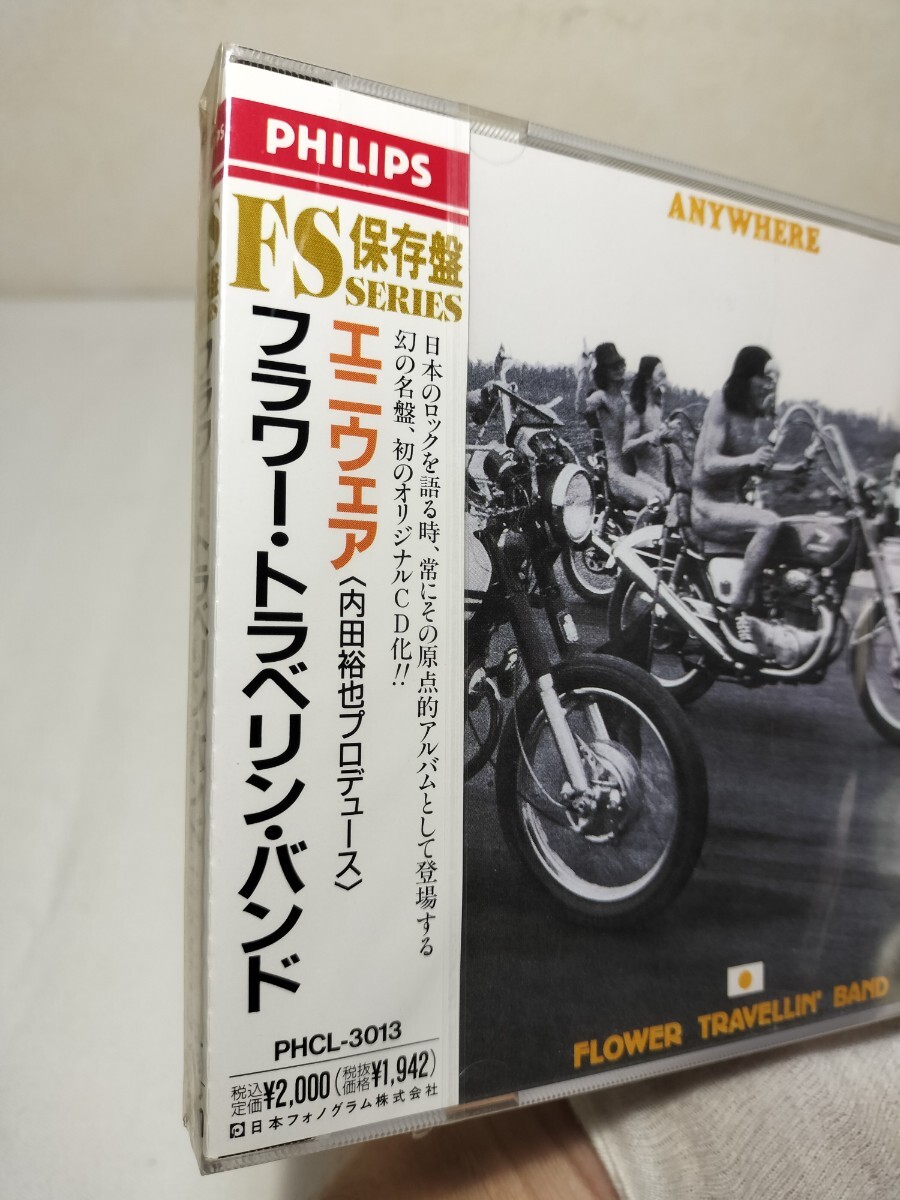 PHILIPS
FS保存盤
SERIES
日本のロックを語る時、常にその原点的アルバムとして登場する
幻の名盤、初のオリジナルCD化!!
エニウェア
〈内田裕也プロデュース〉
フラワー・トラベリン・バンド
PHCL-3013
税込定価¥2,000(税抜価格¥1,942)
日本フォノグラム株式会社
ANYWHERE
FLOWER TRAVELLIN' BAND